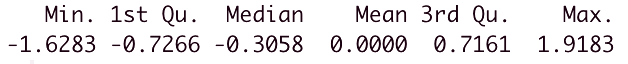 Min. 1st Qu. Median Mean 3rd Qu. Max.
-1.6283 -0.7266 -0.3058 0.0000 0.7161 1.9183